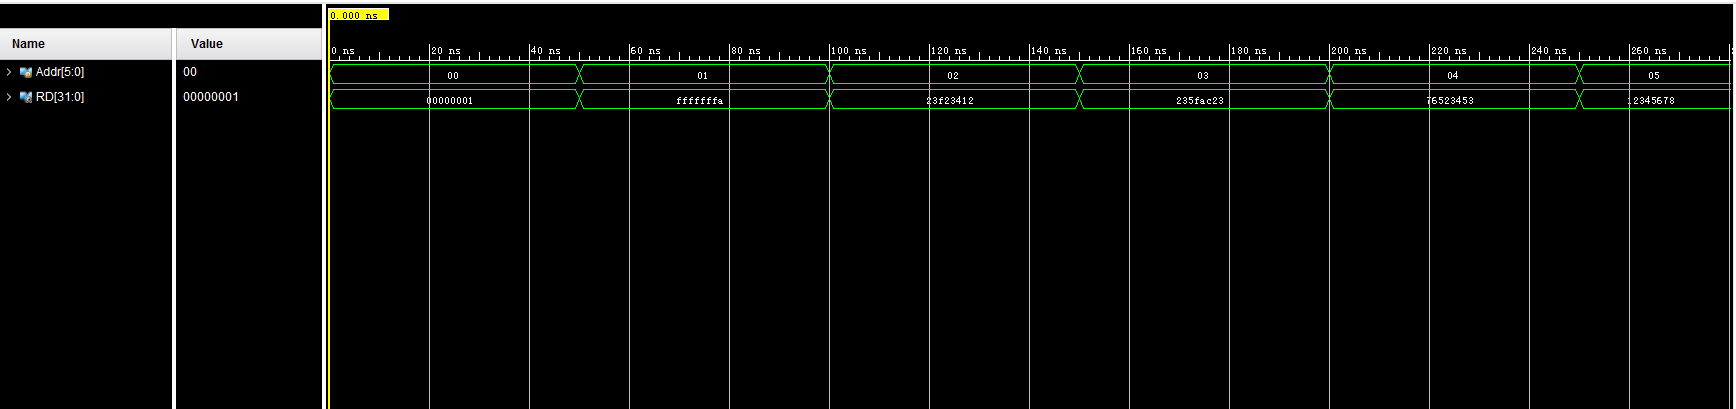 0.000 ns
Name Value
0 ns 20 ns 40 ns 60 ns 80 ns 100 ns 120 ns 140 ns 160 ns 180 ns 200 ns 220 ns 240 ns 260 ns
Addr[5:0] 00 00 01 02 03 04 05
RD[31:0] 00000001 00000001 fffffffa 23f23412 235fac23 76523453 12345678